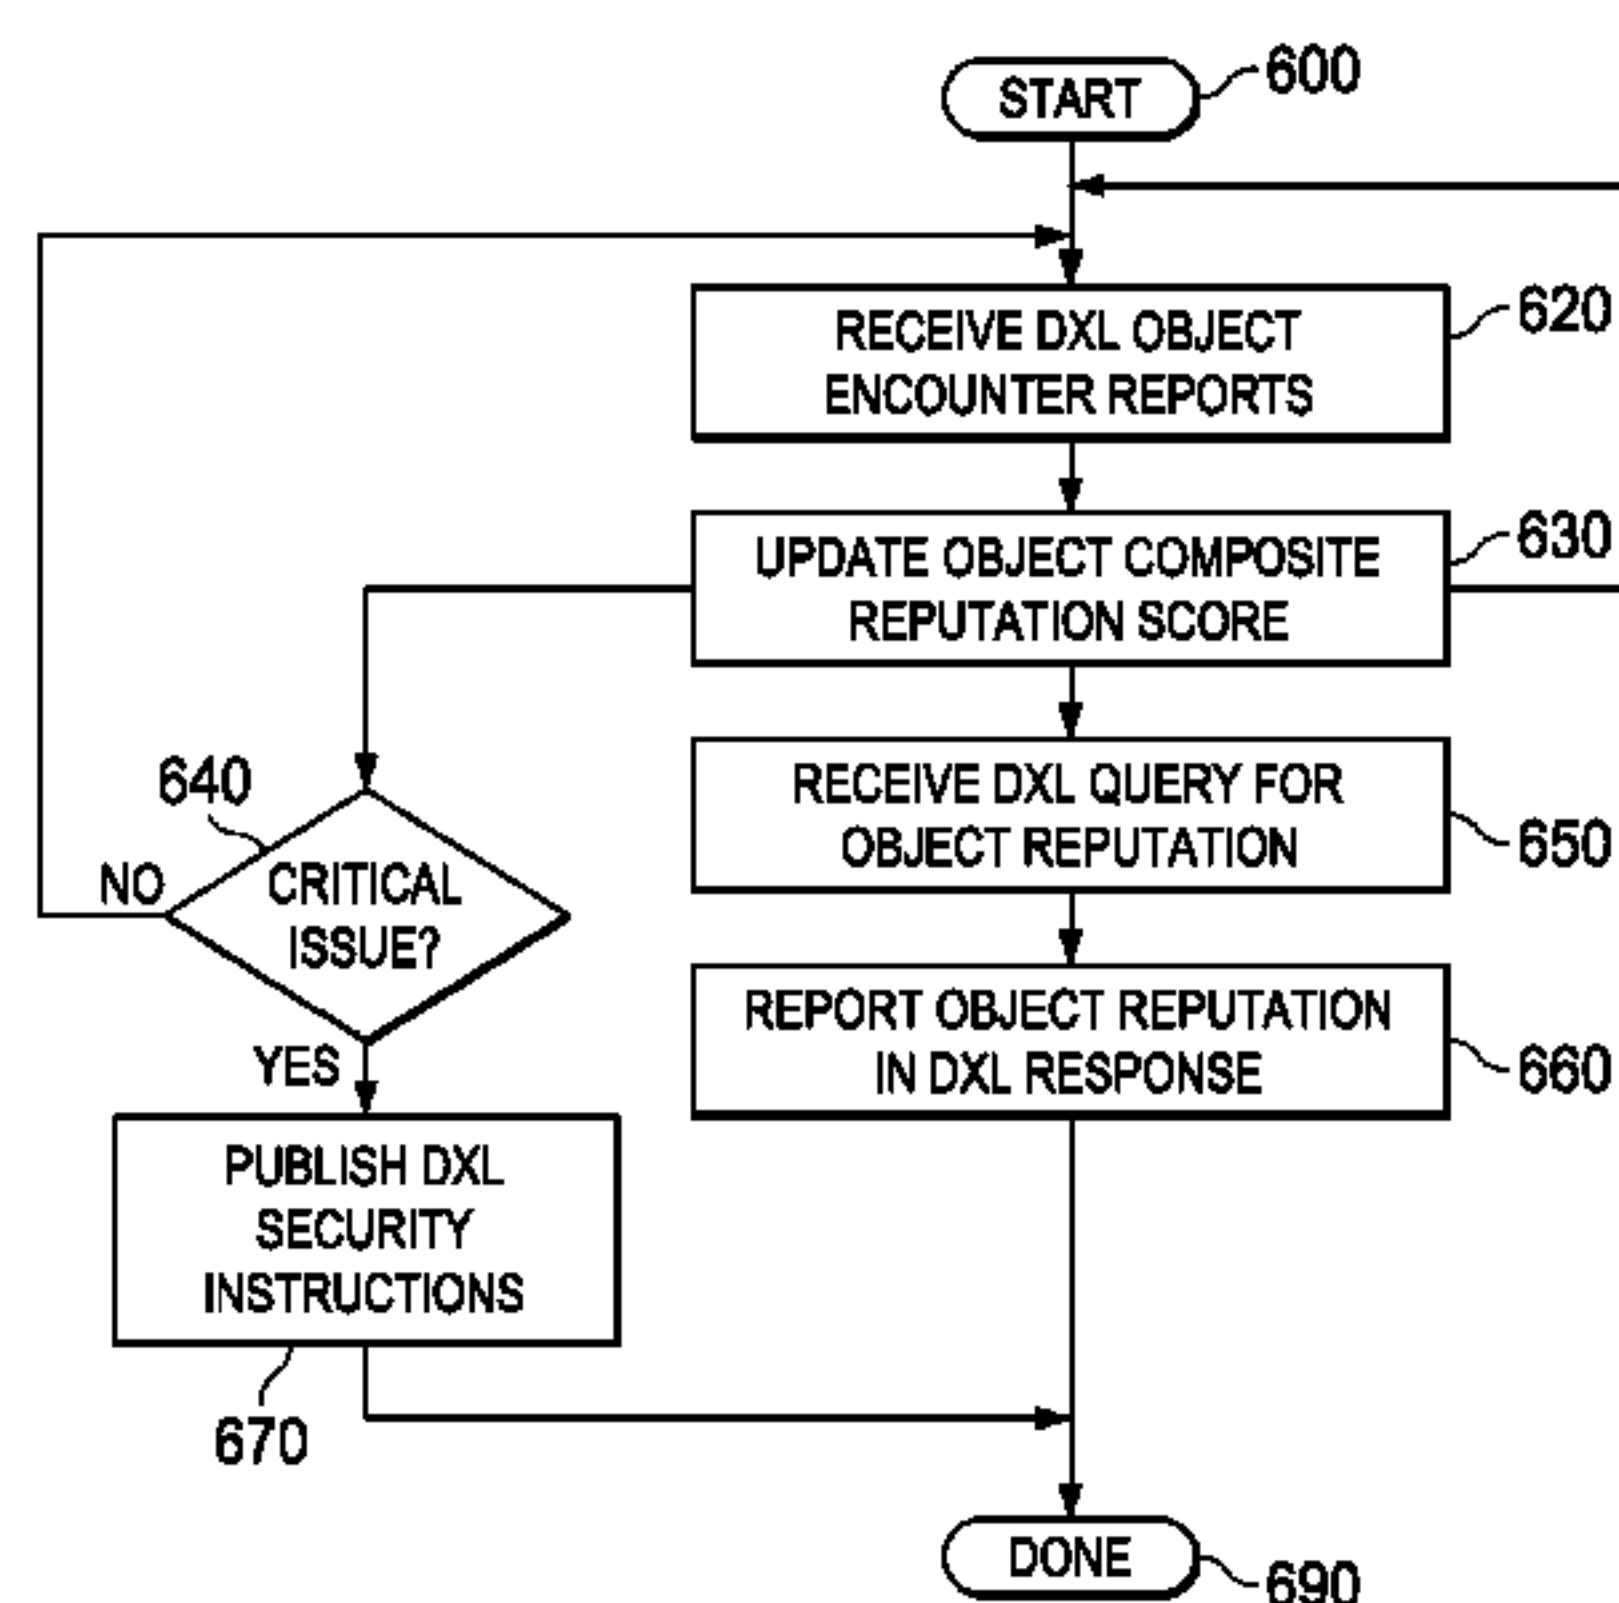 START
600
RECEIVE DXL OBJECT
ENCOUNTER REPORTS
620
UPDATE OBJECT COMPOSITE
REPUTATION SCORE
630
640
NO
CRITICAL
ISSUE?
YES
RECEIVE DXL QUERY FOR
OBJECT REPUTATION
650
REPORT OBJECT REPUTATION
IN DXL RESPONSE
660
PUBLISH DXL
SECURITY
INSTRUCTIONS
670
DONE
690